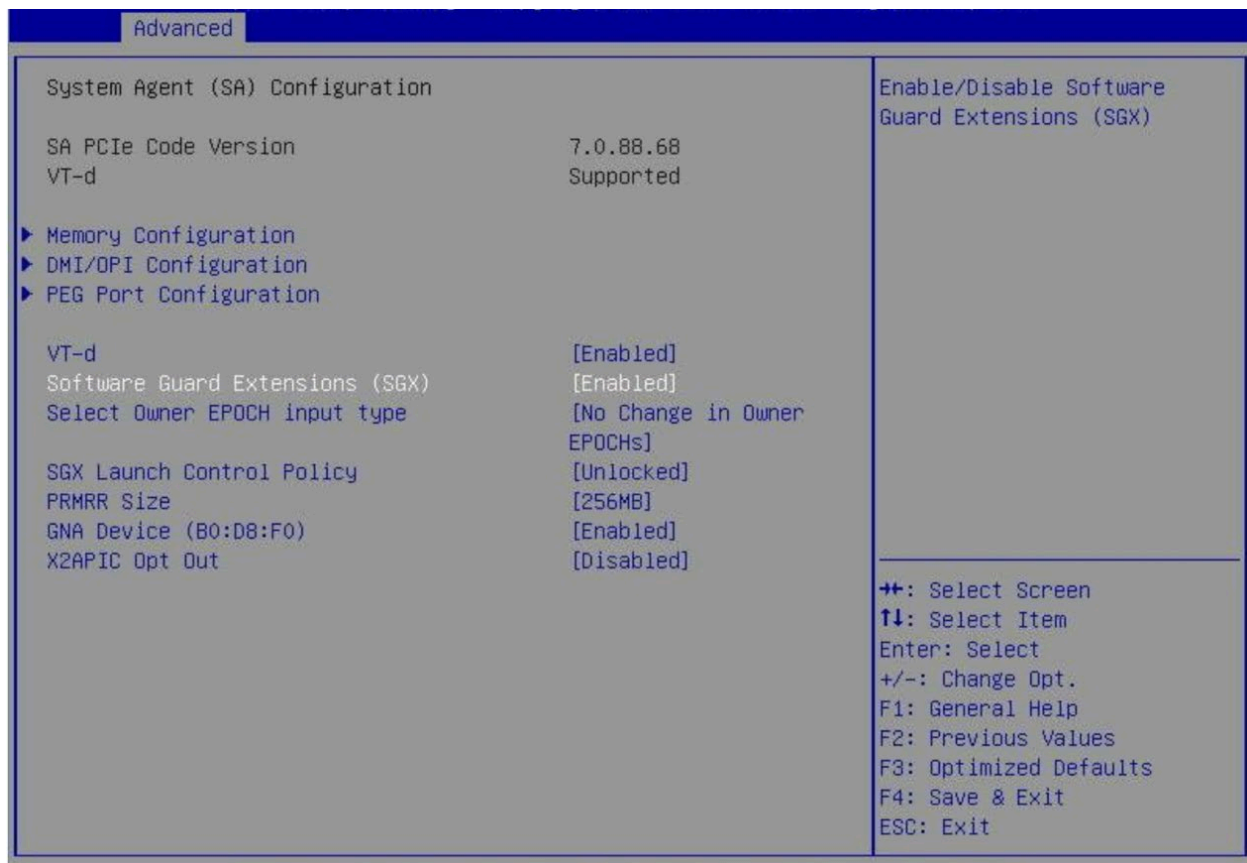 Advanced
System Agent (SA) Configuration
SA PCIe Code Version 7.0.88.68
VT-d Supported
Memory Configuration
DMI/OPI Configuration
PEG Port Configuration
VT-d [Enabled]
Software Guard Extensions (SGX) [Enabled]
Select Owner EPOCH input type [No Change in Owner
EPOCHs]
SGX Launch Control Policy [Unlocked]
PRMRR Size [256MB]
GNA Device (B0:D8:F0) [Enabled]
X2APIC Opt Out [Disabled]
Enable/Disable Software
Guard Extensions (SGX)
→←: Select Screen
↑↓: Select Item
Enter: Select
+/-: Change Opt.
F1: General Help
F2: Previous Values
F3: Optimized Defaults
F4: Save & Exit
ESC: Exit